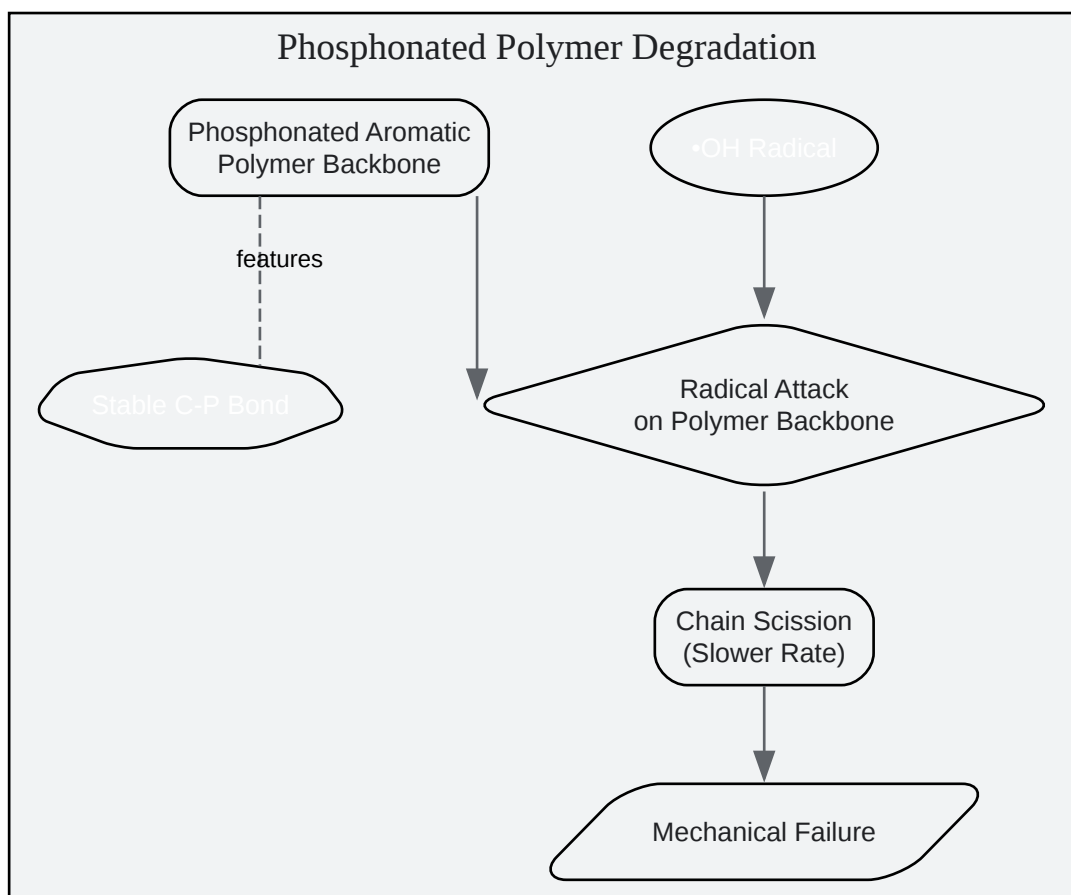 Phosphonated Polymer Degradation
Phosphonated Aromatic
Polymer Backbone
•OH Radical
features
Stable C-P Bond
Radical Attack
on Polymer Backbone
Chain Scission
(Slower Rate)
Mechanical Failure